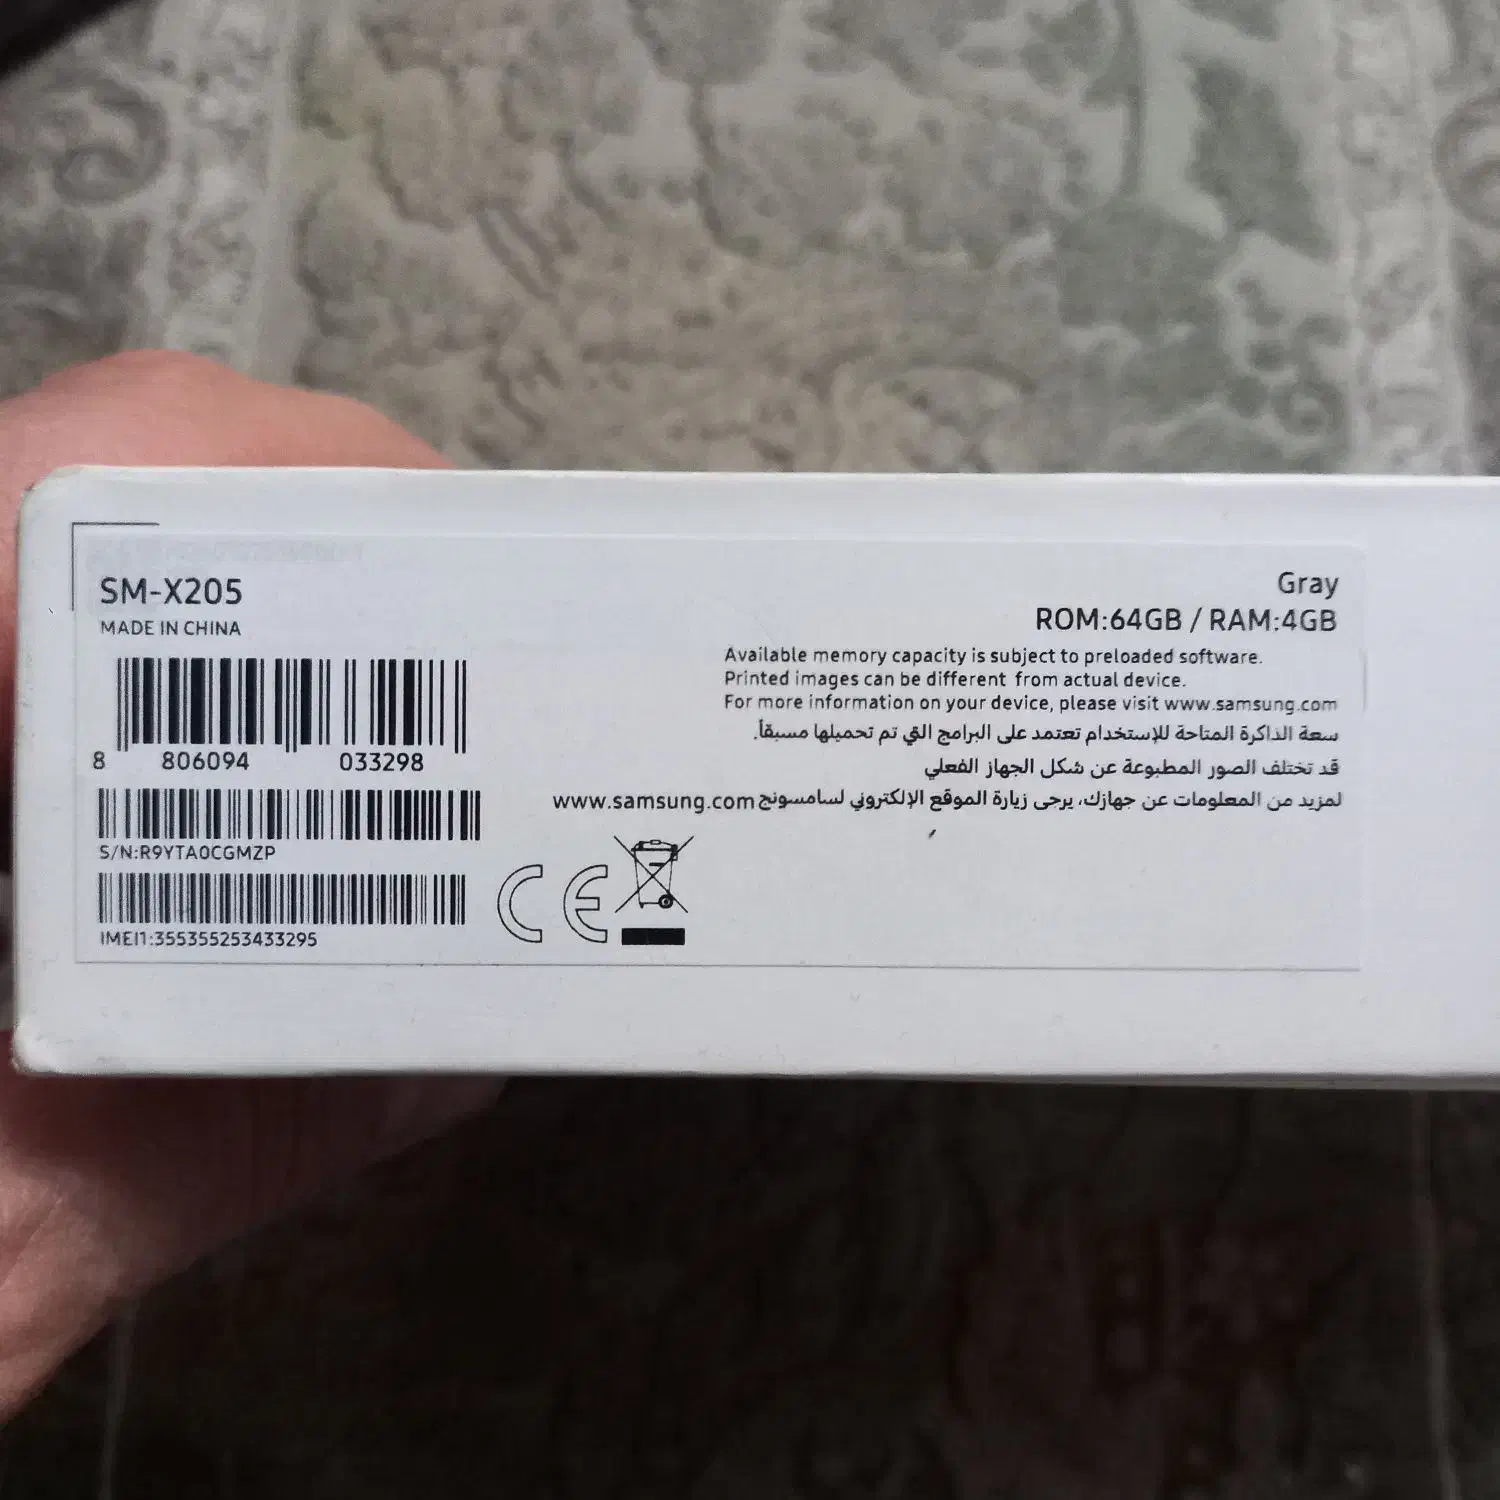 SM-X205
MADE IN CHINA
8 806094 033298
S/N:R9YTA0CGMZP
IMEI1:355355253433295
Gray
ROM:64GB / RAM:4GB
Available memory capacity is subject to preloaded software.
Printed images can be different from actual device.
For more information on your device, please visit www.samsung.com
سعة الذاكرة المتاحة للإستخدام تعتمد على البرامج التي تم تحميلها مسبقاً.
قد تختلف الصور المطبوعة عن شكل الجهاز الفعلي
لمزيد من المعلومات عن جهازك، يرجى زيارة الموقع الإلكتروني لسامسونج www.samsung.com
CE